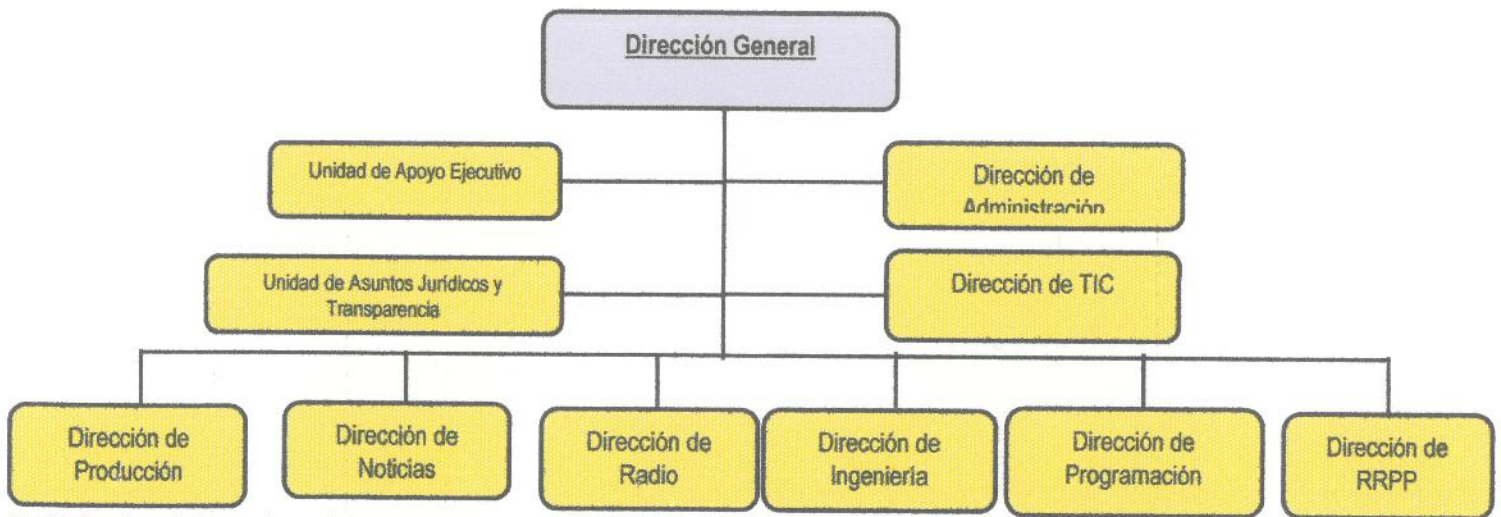 Dirección General
Unidad de Apoyo Ejecutivo
Dirección de
Administración
Unidad de Asuntos Jurídicos y
Transparencia
Dirección de TIC
Dirección de
Producción
Dirección de
Noticias
Dirección de
Radio
Dirección de
Ingeniería
Dirección de
Programación
Dirección de
RRPP